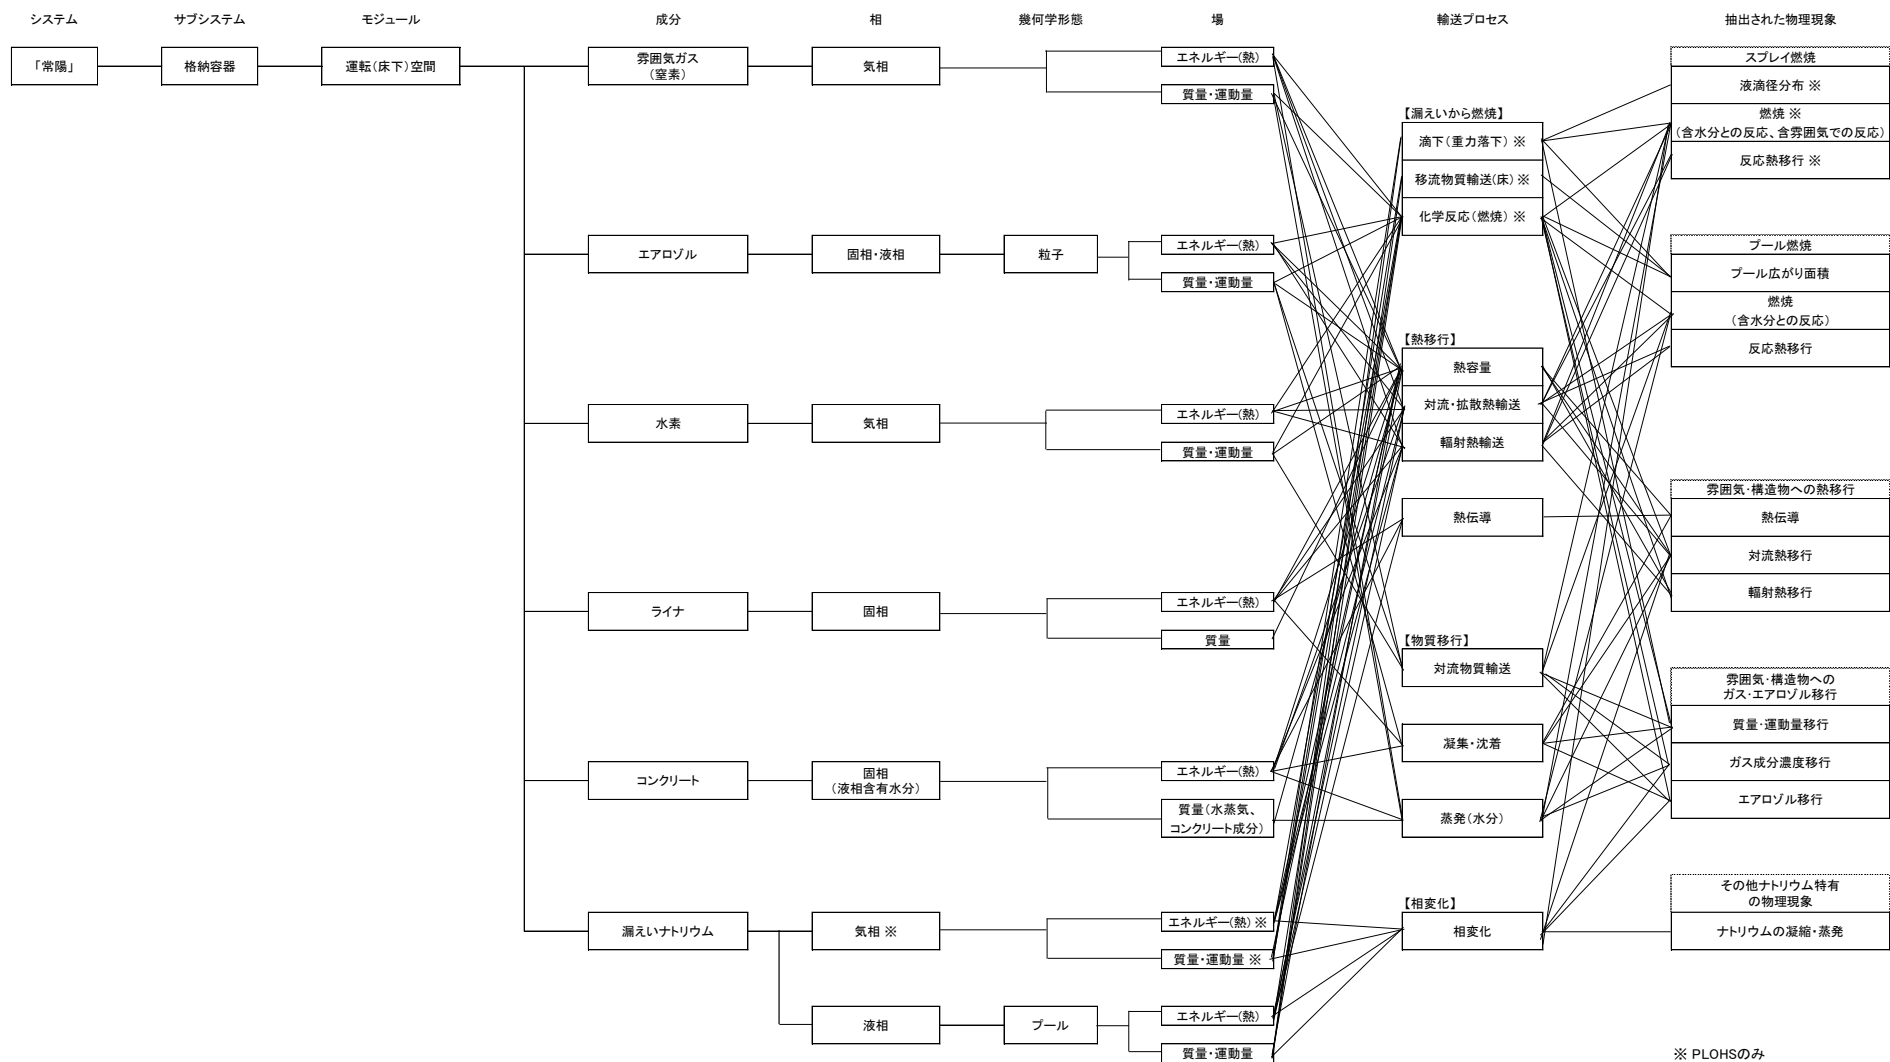 システム
サブシステム
モジュール
成分
相
幾何学形態
場
輸送プロセス
抽出された物理現象
「常陽」
格納容器
運転(床下)空間
雰囲気ガス
(窒素)
気相
エネルギー(熱)
質量・運動量
エアロゾル
固相・液相
粒子
エネルギー(熱)
質量・運動量
水素
気相
エネルギー(熱)
質量・運動量
ライナ
固相
エネルギー(熱)
質量
コンクリート
固相
(液相含有水分)
エネルギー(熱)
質量(水蒸気、
コンクリート成分)
漏えいナトリウム
気相 ※
エネルギー(熱) ※
質量・運動量 ※
液相
プール
エネルギー(熱)
質量・運動量
【漏えいから燃焼】
滴下(重力落下) ※
移流物質輸送(床) ※
化学反応(燃焼) ※
【熱移行】
熱容量
対流・拡散熱輸送
輻射熱輸送
熱伝導
【物質移行】
対流物質輸送
凝集・沈着
蒸発(水分)
【相変化】
相変化
スプレイ燃焼
液滴径分布 ※
燃焼 ※
(含水分との反応、含雰囲気での反応)
反応熱移行 ※
プール燃焼
プール広がり面積
燃焼
(含水分との反応)
反応熱移行
雰囲気・構造物への熱移行
熱伝導
対流熱移行
輻射熱移行
雰囲気・構造物への
ガス・エアロゾル移行
質量・運動量移行
ガス成分濃度移行
エアロゾル移行
その他ナトリウム特有
の物理現象
ナトリウムの凝縮・蒸発
※ PLOHSのみ